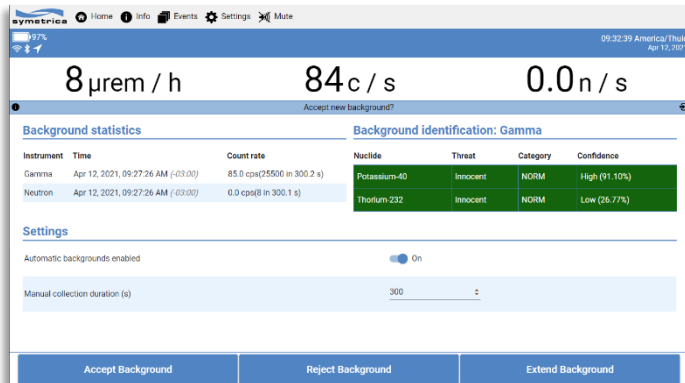 symetrica Home Info Events Settings Mute
97%
09:32:39 America/Thule
Apr 12, 2021
8 µrem / h 84 c / s 0.0 n / s
Accept new background?
Background statistics
Instrument Time Count rate
Gamma Apr 12, 2021, 09:27:26 AM (-03:00) 85.0 cps(25500 in 300.2 s)
Neutron Apr 12, 2021, 09:27:26 AM (-03:00) 0.0 cps(8 in 300.1 s)
Background identification: Gamma
Nuclide Threat Category Confidence
Potassium-40 Innocent NORM High (91.10%)
Thorium-232 Innocent NORM Low (26.77%)
Settings
Automatic backgrounds enabled On
Manual collection duration (s) 300
Accept Background Reject Background Extend Background